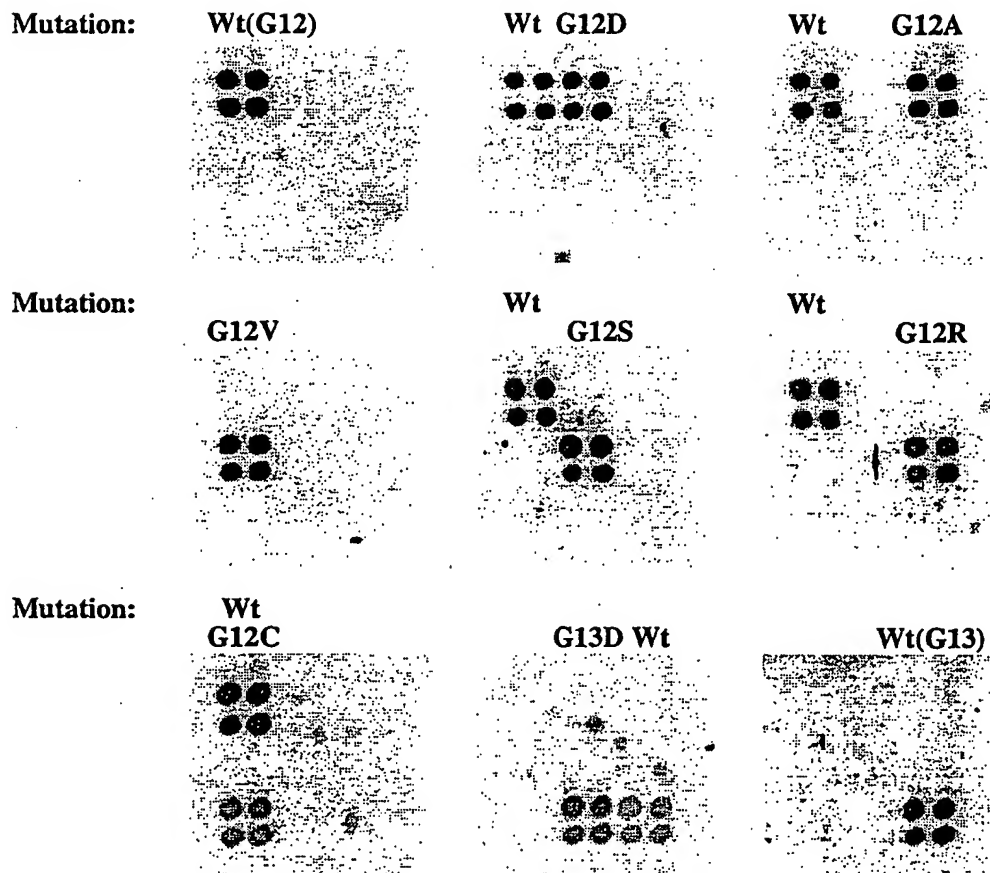 Mutation: Wt(G12) Wt G12D Wt G12A
Mutation: Wt Wt
G12V G12S G12R
Mutation: Wt
G12C G13D Wt Wt(G13)